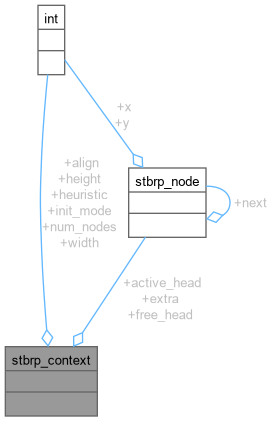 int
+x
+y
stbrp_node
+next
+align
+height
+heuristic
+init_mode
+num_nodes
+width
+active_head
+extra
+free_head
stbrp_context